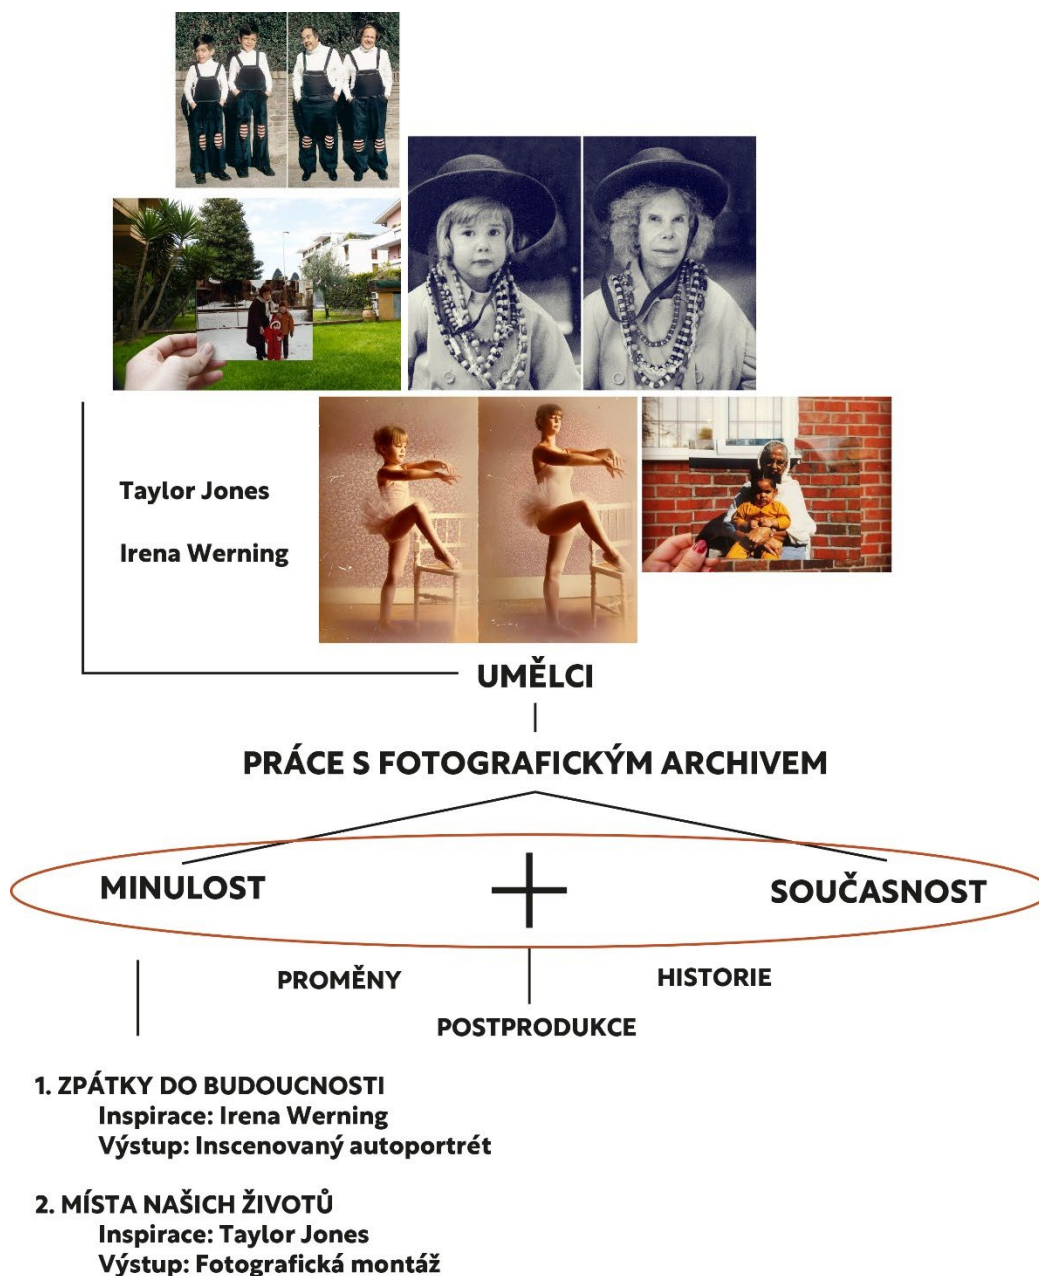 Taylor Jones
Irena Werning
UMĚLCI
PRÁCE S FOTOGRAFICKÝM ARCHIVEM
MINULOST
SOUČASNOST
PROMĚNY
HISTORIE
POSTPRODUKCE
1. ZPÁTKY DO BUDOUCNOSTI
Inspirace: Irena Werning
Výstup: Inscenovaný autoportrét
2. MÍSTA NAŠICH ŽIVOTŮ
Inspirace: Taylor Jones
Výstup: Fotografická montáž